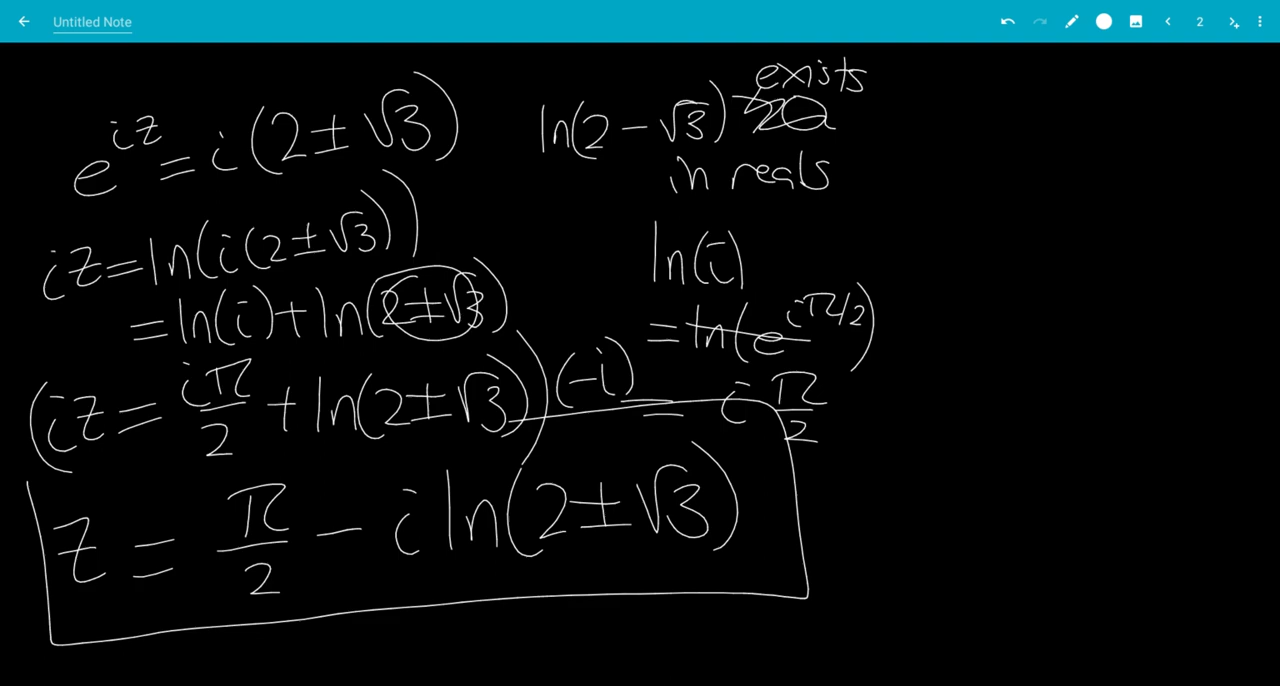 Untitled Note
2
e^{iz} = i(2 ± √3)
iz = ln(i(2 ± √3))
= ln(i) + ln(2 ± √3)
(iz = iπ/2 + ln(2 ± √3))(-i)
z = π/2 - i ln(2 ± √3)
ln(2 - √3) exists
in reals
ln(i)
= ln(e^{iπ/2})
= i π/2